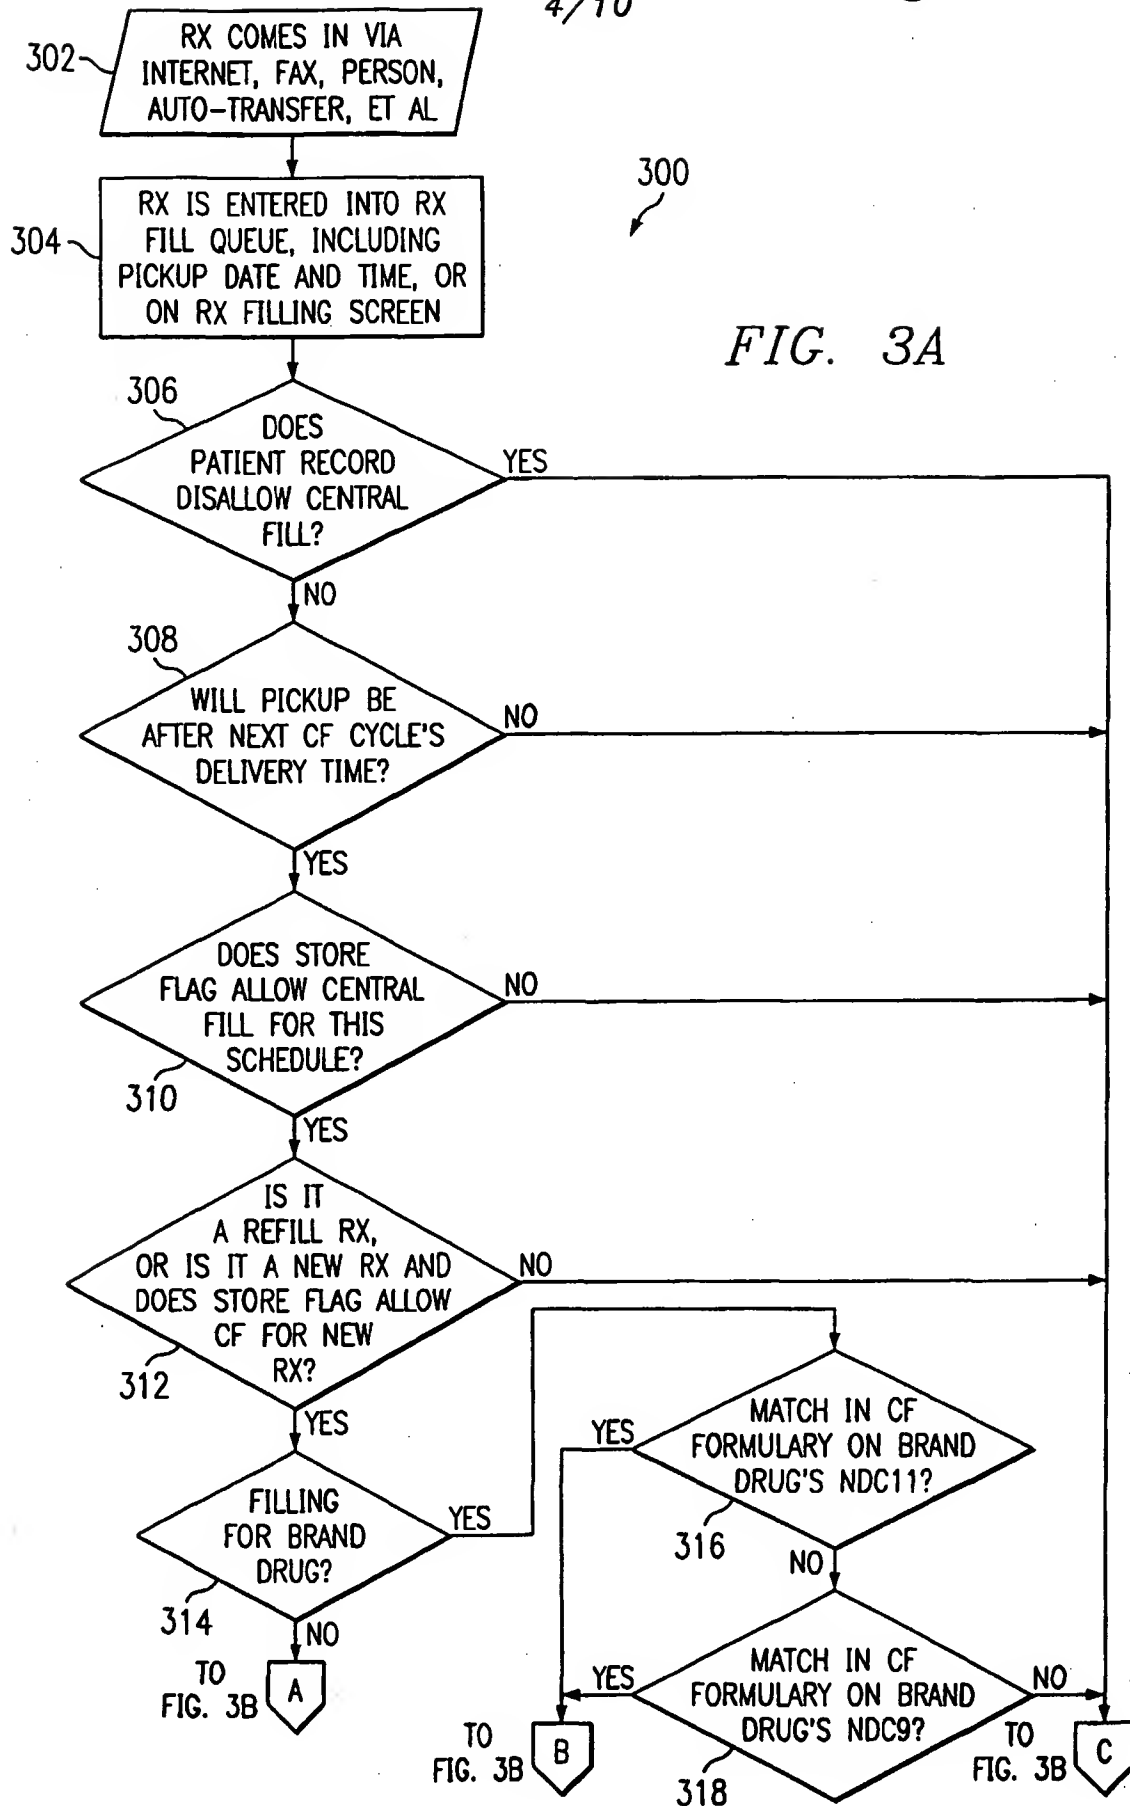 4/10
302
RX COMES IN VIA
INTERNET, FAX, PERSON,
AUTO-TRANSFER, ET AL
300
304
RX IS ENTERED INTO RX
FILL QUEUE, INCLUDING
PICKUP DATE AND TIME, OR
ON RX FILLING SCREEN
FIG. 3A
306
DOES
PATIENT RECORD
DISALLOW CENTRAL
FILL?
YES
NO
308
WILL PICKUP BE
AFTER NEXT CF CYCLE'S
DELIVERY TIME?
NO
YES
DOES STORE
FLAG ALLOW CENTRAL
FILL FOR THIS
SCHEDULE?
NO
310
YES
IS IT
A REFILL RX,
OR IS IT A NEW RX AND
DOES STORE FLAG ALLOW
CF FOR NEW
RX?
NO
312
YES
FILLING
FOR BRAND
DRUG?
YES
314
NO
TO
FIG. 3B
A
MATCH IN CF
FORMULARY ON BRAND
DRUG'S NDC11?
YES
316
NO
MATCH IN CF
FORMULARY ON BRAND
DRUG'S NDC9?
YES
NO
318
TO
FIG. 3B
B
TO
FIG. 3B
C